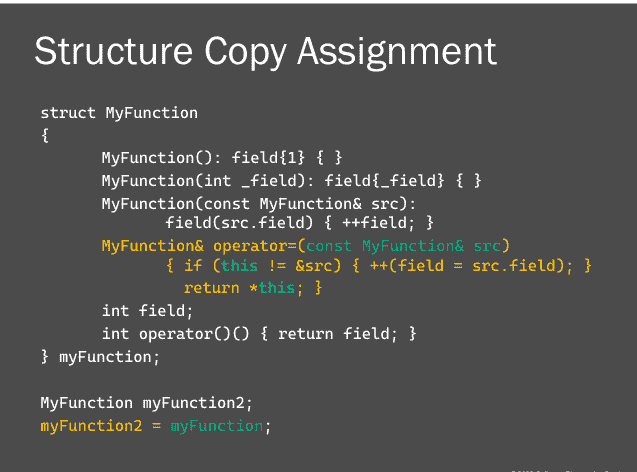 Structure Copy Assignment
struct MyFunction
{
MyFunction(): field{1} { }
MyFunction(int _field): field{_field} { }
MyFunction(const MyFunction& src):
field(src.field) { ++field; }
MyFunction& operator=(const MyFunction& src)
{ if (this != &src) { ++(field = src.field); }
return *this; }
int field;
int operator()() { return field; }
} myFunction;
MyFunction myFunction2;
myFunction2 = myFunction;